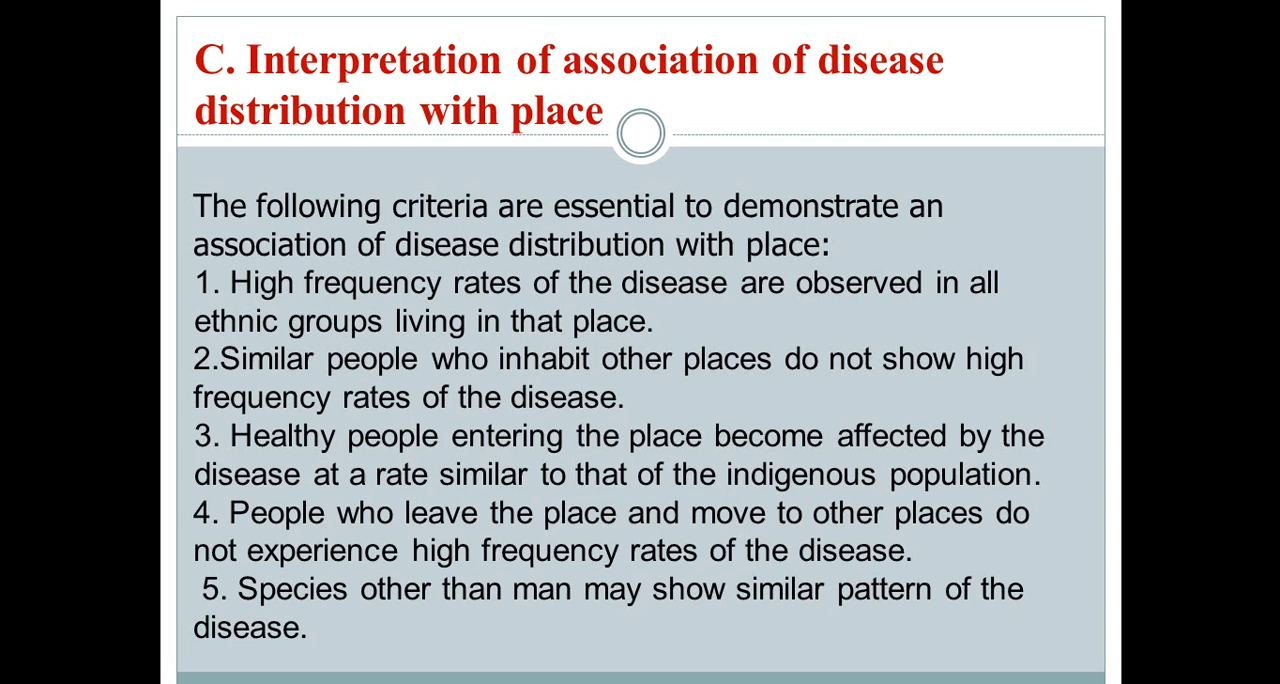 C. Interpretation of association of disease
distribution with place
The following criteria are essential to demonstrate an
association of disease distribution with place:
1. High frequency rates of the disease are observed in all
ethnic groups living in that place.
2.Similar people who inhabit other places do not show high
frequency rates of the disease.
3. Healthy people entering the place become affected by the
disease at a rate similar to that of the indigenous population.
4. People who leave the place and move to other places do
not experience high frequency rates of the disease.
5. Species other than man may show similar pattern of the
disease.